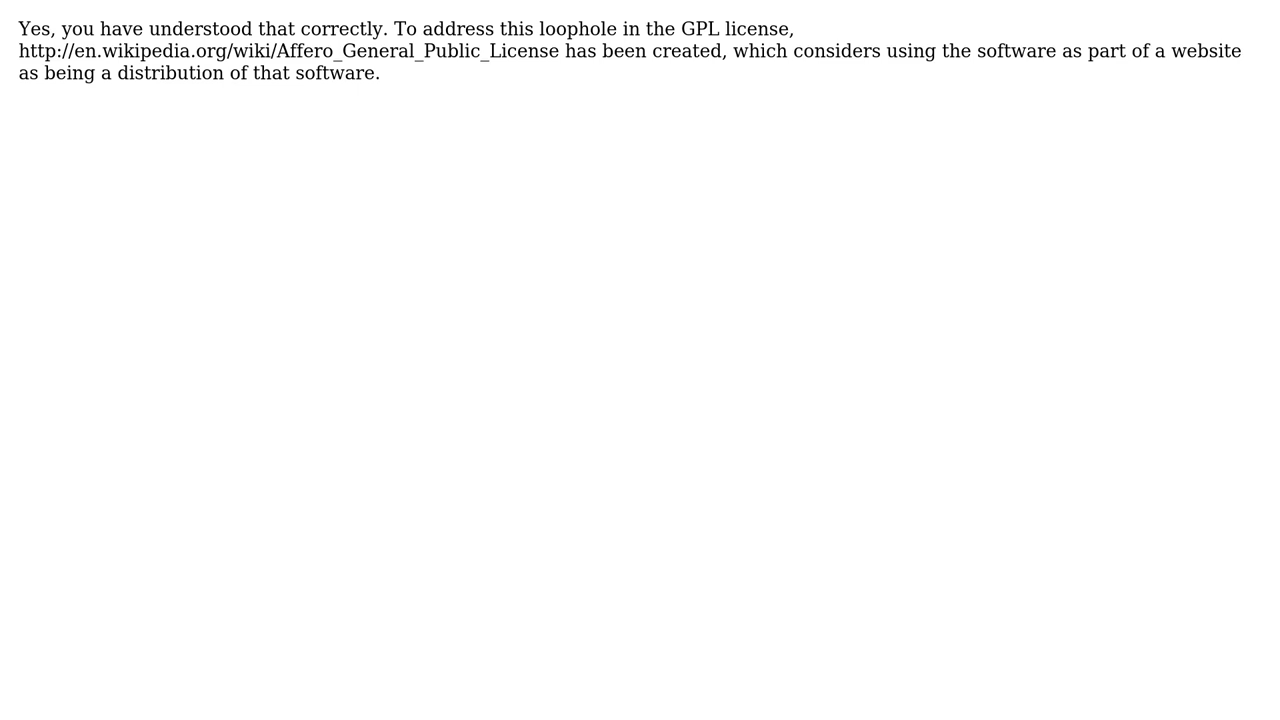 Yes, you have understood that correctly. To address this loophole in the GPL license,
http://en.wikipedia.org/wiki/Affero_General_Public_License has been created, which considers using the software as part of a website
as being a distribution of that software.